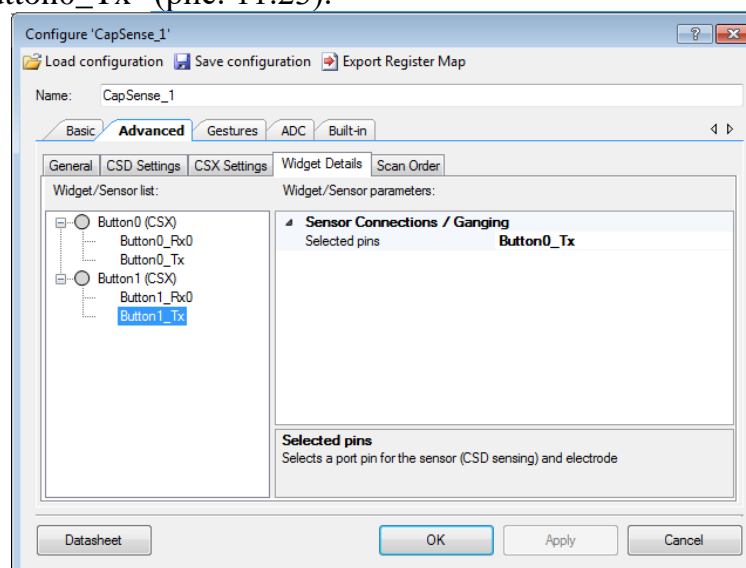 Configure 'CapSense_1'
Load configuration Save configuration Export Register Map
Name: CapSense_1
Basic Advanced Gestures ADC Built-in
General CSD Settings CSX Settings Widget Details Scan Order
Widget/Sensor list: Widget/Sensor parameters:
Button0 (CSX)
Button0_Rx0
Button0_Tx
Button1 (CSX)
Button1_Rx0
Button1_Tx
Sensor Connections / Ganging
Selected pins Button0_Tx
Selected pins
Selects a port pin for the sensor (CSD sensing) and electrode
Datasheet OK Apply Cancel